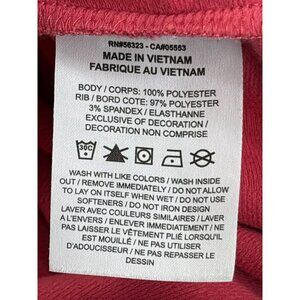 RN#56323 - CA#05553
MADE IN VIETNAM
FABRIQUE AU VIETNAM
BODY / CORPS: 100% POLYESTER
RIB / BORD COTE: 97% POLYESTER
3% SPANDEX / ELASTHANNE
EXCLUSIVE OF DECORATION /
DECORATION NON COMPRISE
30C
WASH WITH LIKE COLORS / WASH INSIDE
OUT / REMOVE IMMEDIATELY / DO NOT ALLOW
TO LAY ON ITSELF WHEN WET / DO NOT USE
SOFTENERS / DO NOT IRON DESIGN
LAVER AVEC COULEURS SIMILAIRES / LAVER
A L'ENVERS / ENLEVER IMMEDIATEMENT / NE
PAS LAISSER LE VÊTEMENT PLIÉ LORSQU'IL
EST MOUILLÉ / NE PAS UTILISER
D'ADOUCISSEUR / NE PAS REPASSER LE
DESSIN